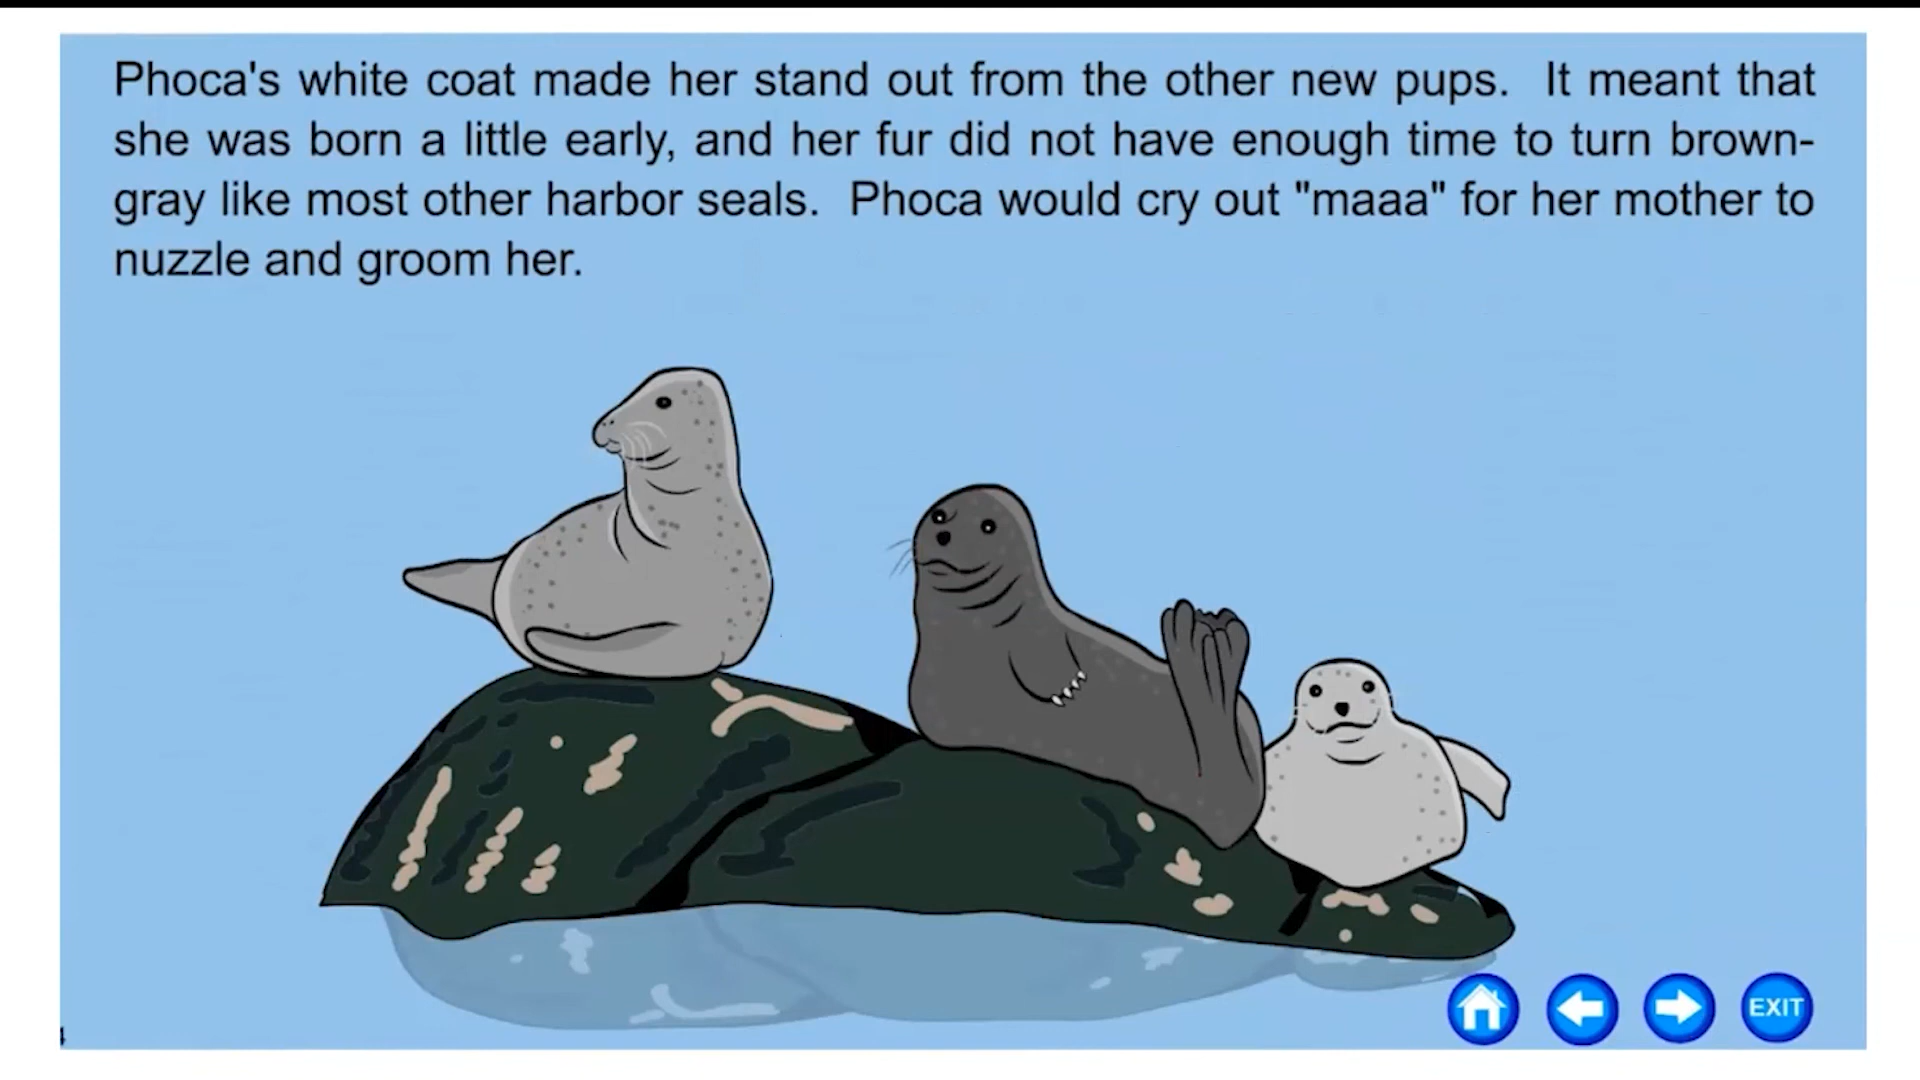 Phoca's white coat made her stand out from the other new pups.  It meant that
she was born a little early, and her fur did not have enough time to turn brown-
gray like most other harbor seals.  Phoca would cry out "maaa" for her mother to
nuzzle and groom her.
EXIT